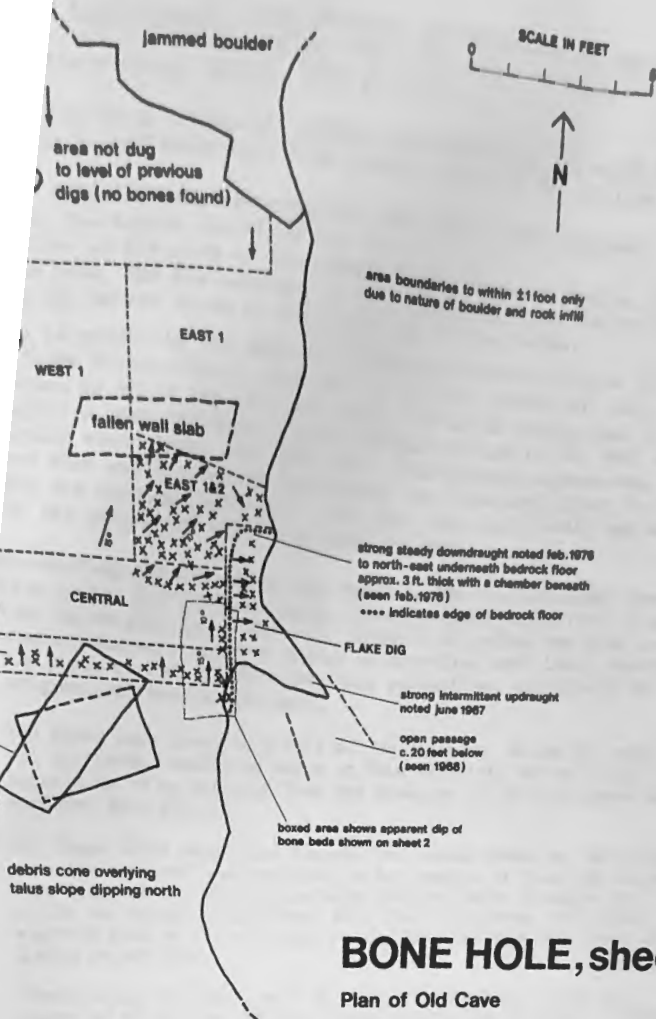 jammed boulder
SCALE IN FEET
0
N
area not dug
to level of previous
digs (no bones found)
area boundaries to within ±1 foot only
due to nature of boulder and rock infill
EAST 1
WEST 1
fallen wall slab
EAST 1&2
10°
strong steady downdraught noted feb.1976
to north-east underneath bedrock floor
approx. 3 ft. thick with a chamber beneath
(seen feb.1976)
•••• indicates edge of bedrock floor
CENTRAL
10°
15°
FLAKE DIG
strong intermittent updraught
noted june 1967
open passage
c. 20 feet below
(seen 1968)
boxed area shows apparent dip of
bone beds shown on sheet 2
debris cone overlying
talus slope dipping north
BONE HOLE, shee
Plan of Old Cave